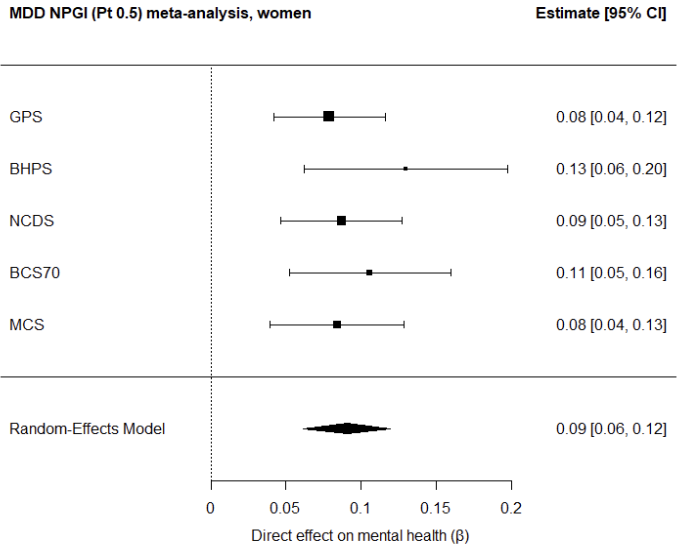 MDD NPGI (Pt 0.5) meta-analysis, women Estimate [95% CI]
GPS 0.08 [0.04, 0.12]
BHPS 0.13 [0.06, 0.20]
NCDS 0.09 [0.05, 0.13]
BCS70 0.11 [0.05, 0.16]
MCS 0.08 [0.04, 0.13]
Random-Effects Model 0.09 [0.06, 0.12]
0 0.05 0.1 0.15 0.2
Direct effect on mental health (β)